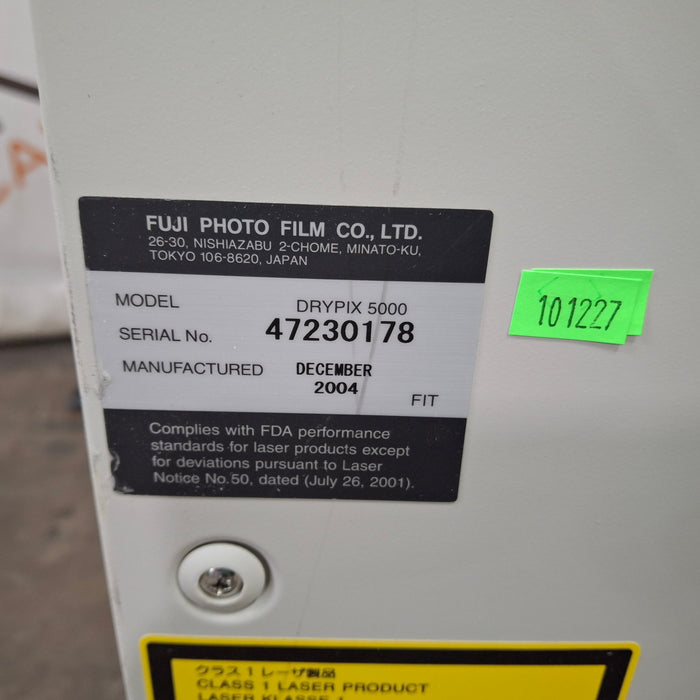 FUJI PHOTO FILM CO., LTD.
26-30, NISHIAZABU 2-CHOME, MINATO-KU,
TOKYO 106-8620, JAPAN
MODEL DRYPIX 5000
SERIAL No. 47230178
MANUFACTURED DECEMBER
2004
FIT
Complies with FDA performance
standards for laser products except
for deviations pursuant to Laser
Notice No.50, dated (July 26, 2001).
101227
クラス1レーザ製品
CLASS 1 LASER PRODUCT
LASER KLASSE 1